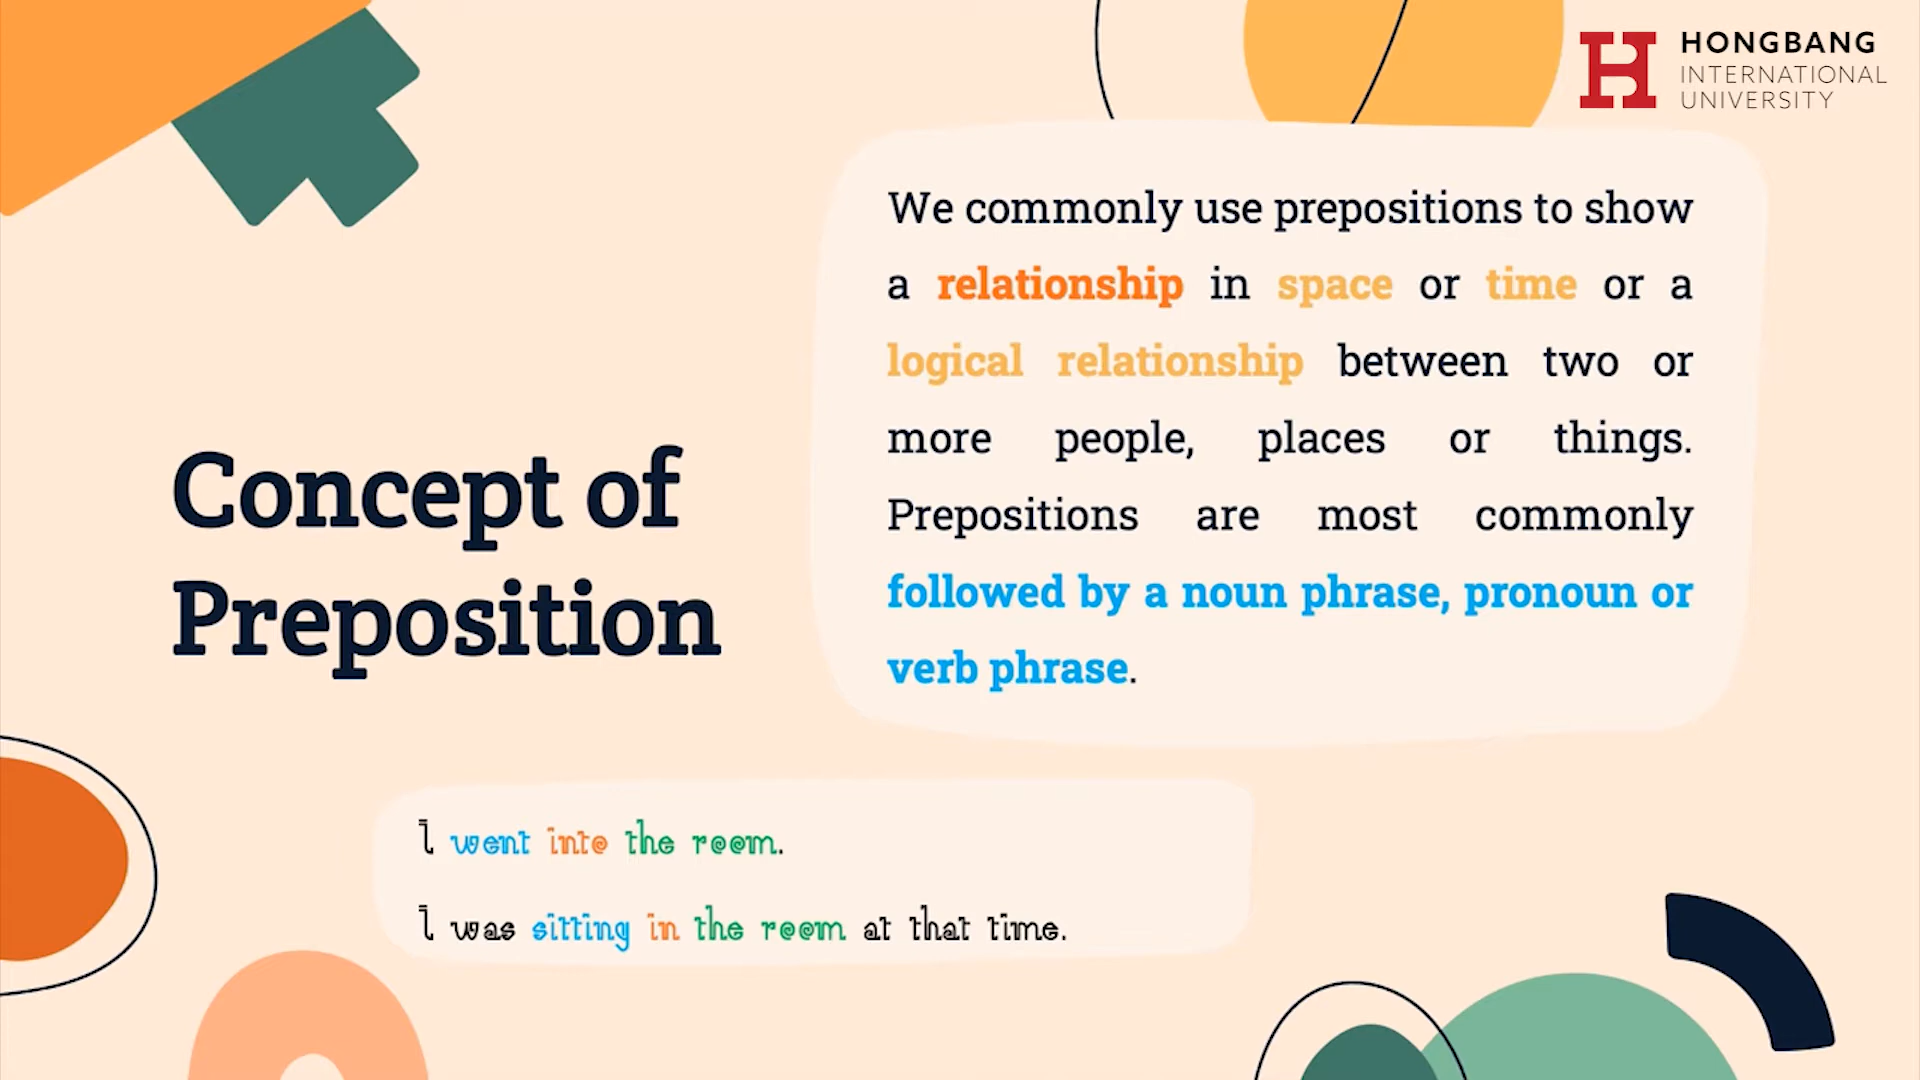 HONGBANG
INTERNATIONAL
UNIVERSITY
Concept of
Preposition
We commonly use prepositions to show
a relationship in space or time or a
logical relationship between two or
more people, places or things.
Prepositions are most commonly
followed by a noun phrase, pronoun or
verb phrase.
I went into the room.
I was sitting in the room at that time.